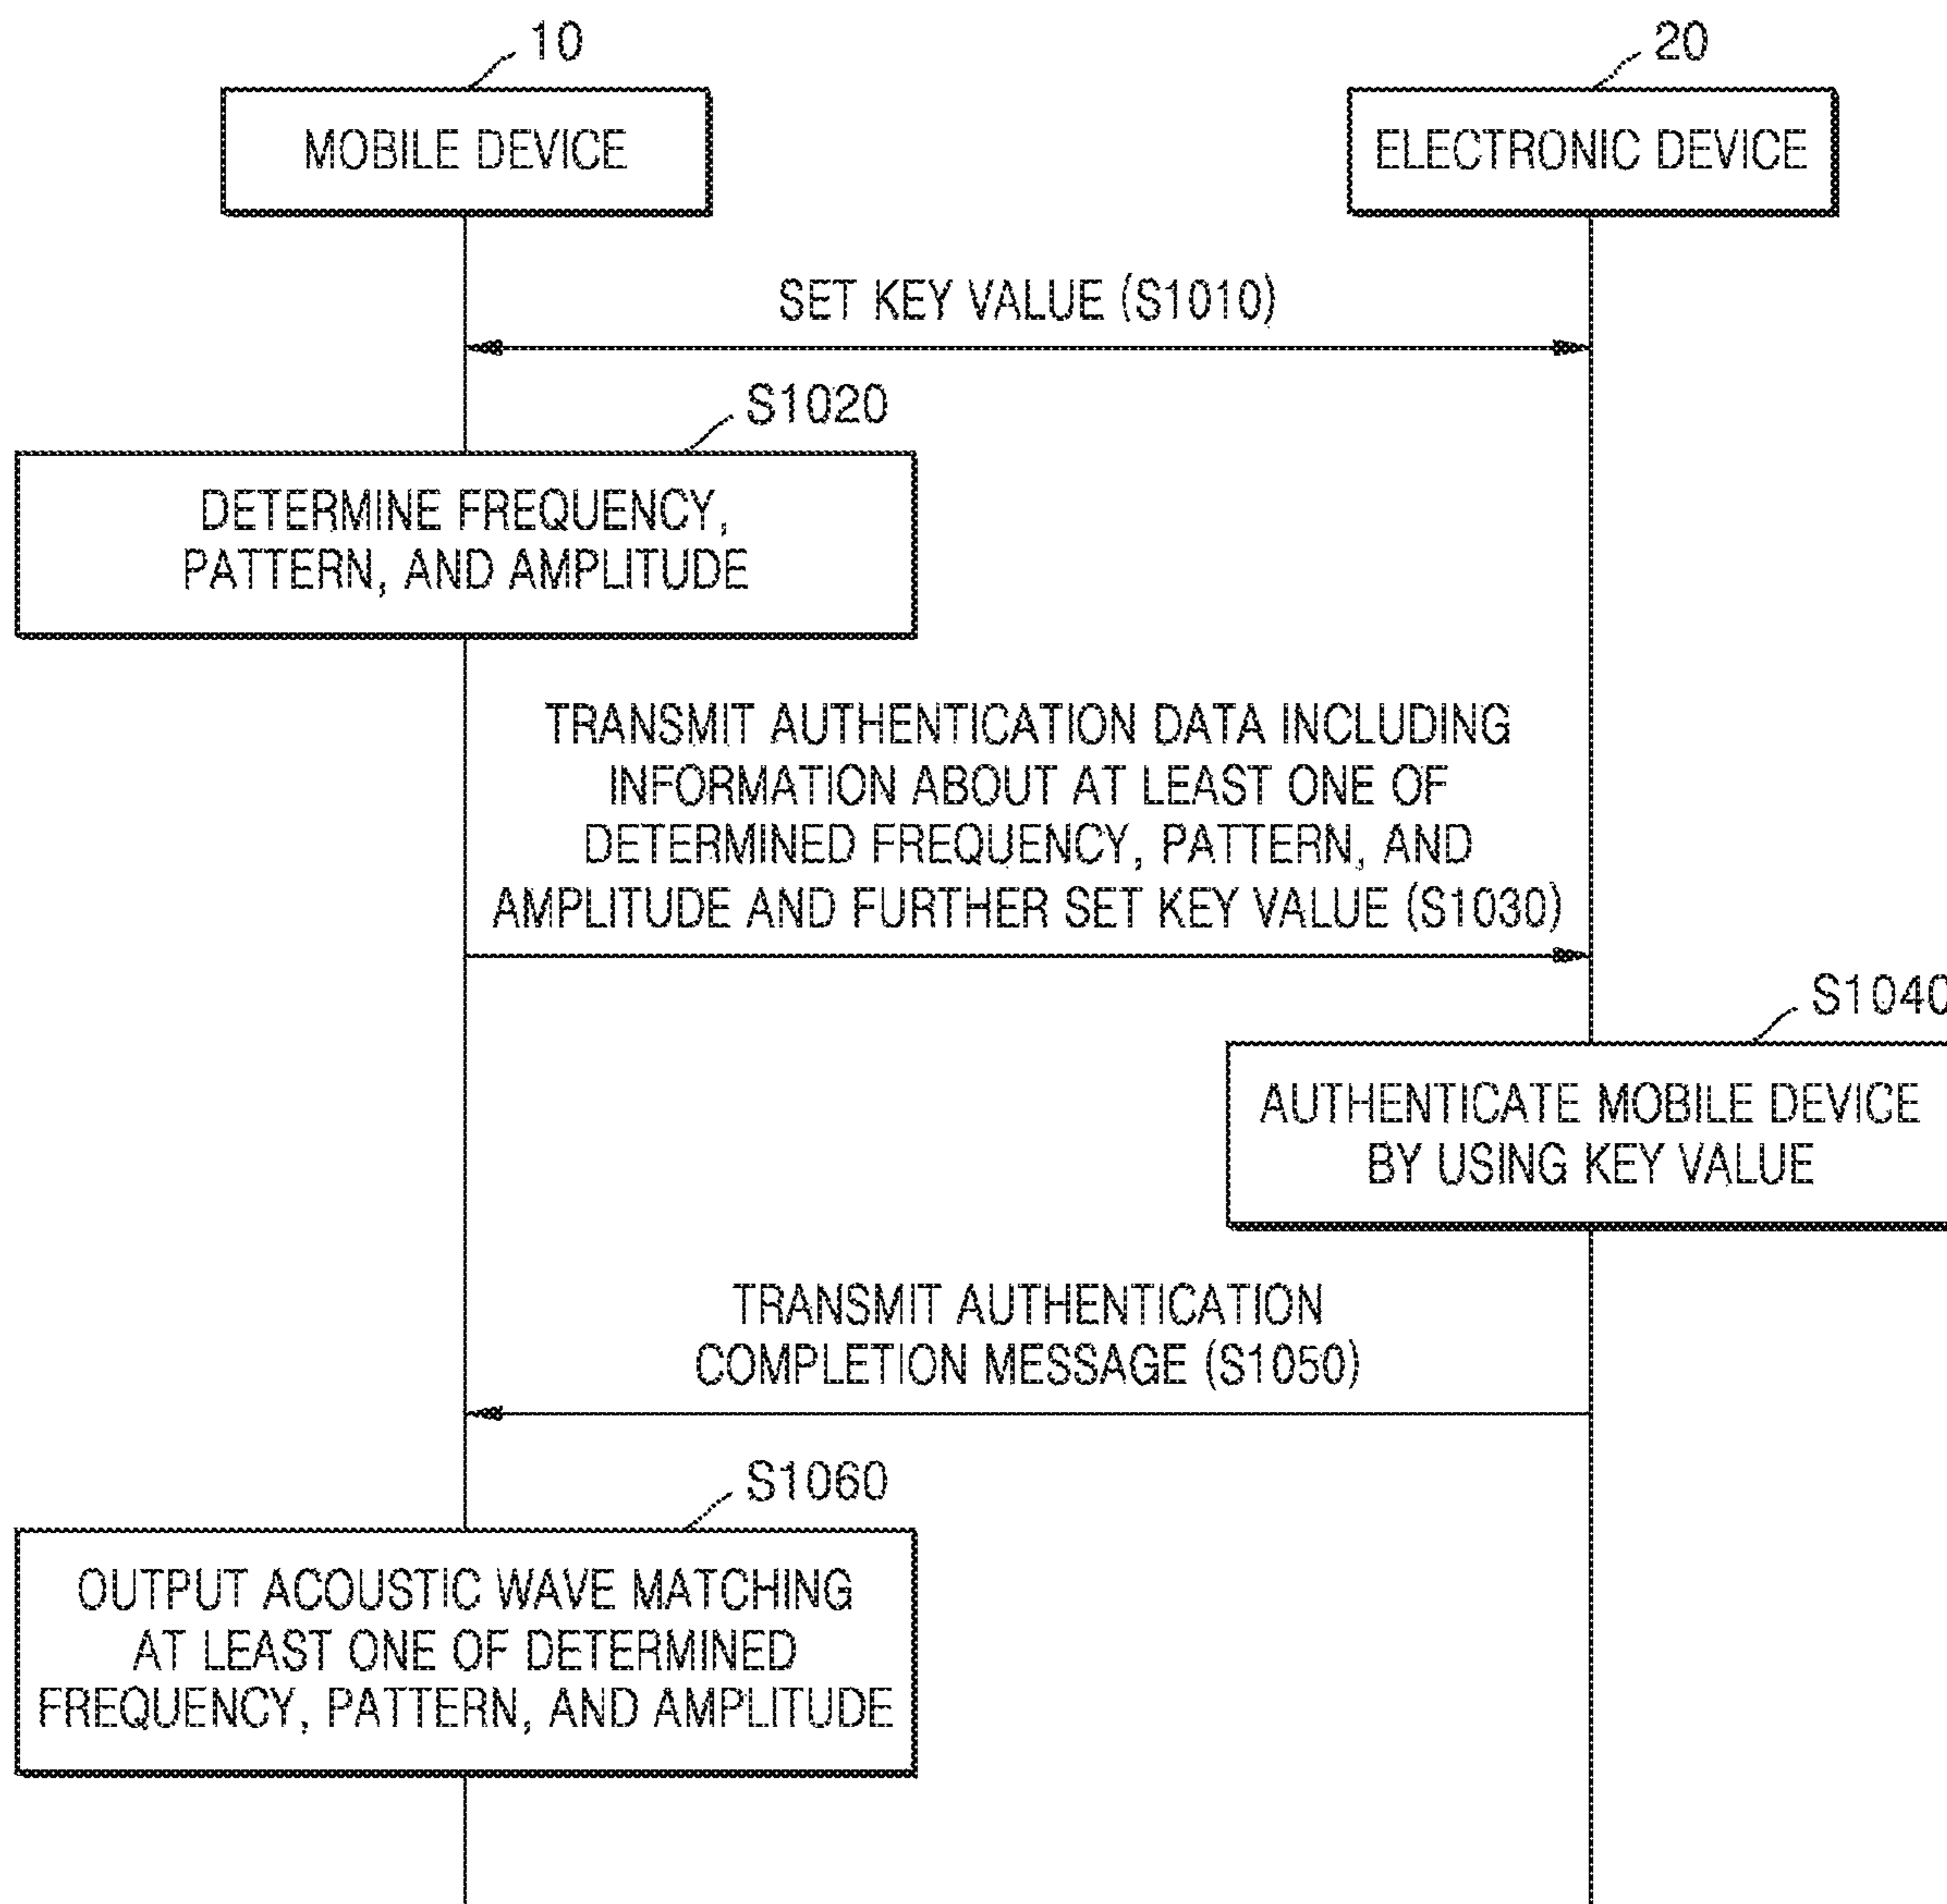 10
20
MOBILE DEVICE
ELECTRONIC DEVICE
SET KEY VALUE (S1010)
S1020
DETERMINE FREQUENCY,
PATTERN, AND AMPLITUDE
TRANSMIT AUTHENTICATION DATA INCLUDING
INFORMATION ABOUT AT LEAST ONE OF
DETERMINED FREQUENCY, PATTERN, AND
AMPLITUDE AND FURTHER SET KEY VALUE (S1030)
S1040
AUTHENTICATE MOBILE DEVICE
BY USING KEY VALUE
TRANSMIT AUTHENTICATION
COMPLETION MESSAGE (S1050)
S1060
OUTPUT ACOUSTIC WAVE MATCHING
AT LEAST ONE OF DETERMINED
FREQUENCY, PATTERN, AND AMPLITUDE